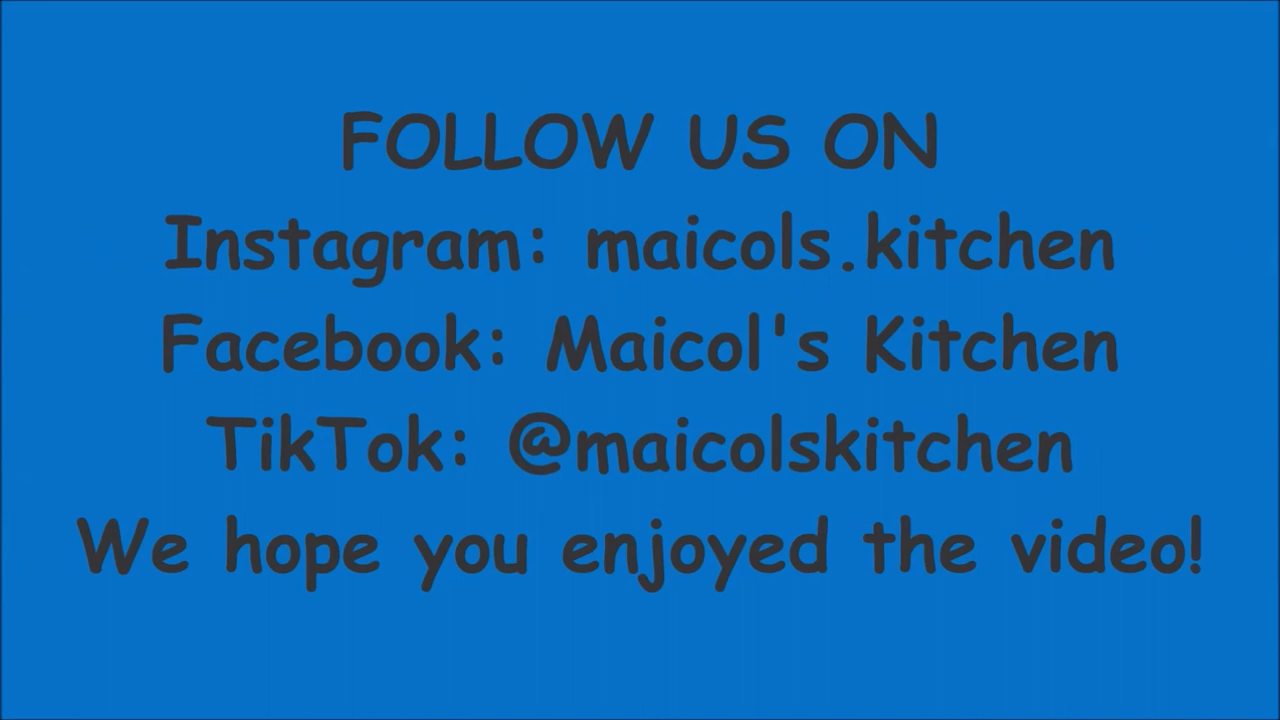 FOLLOW US ON
Instagram: maicols.kitchen
Facebook: Maicol's Kitchen
TikTok: @maicolskitchen
We hope you enjoyed the video!